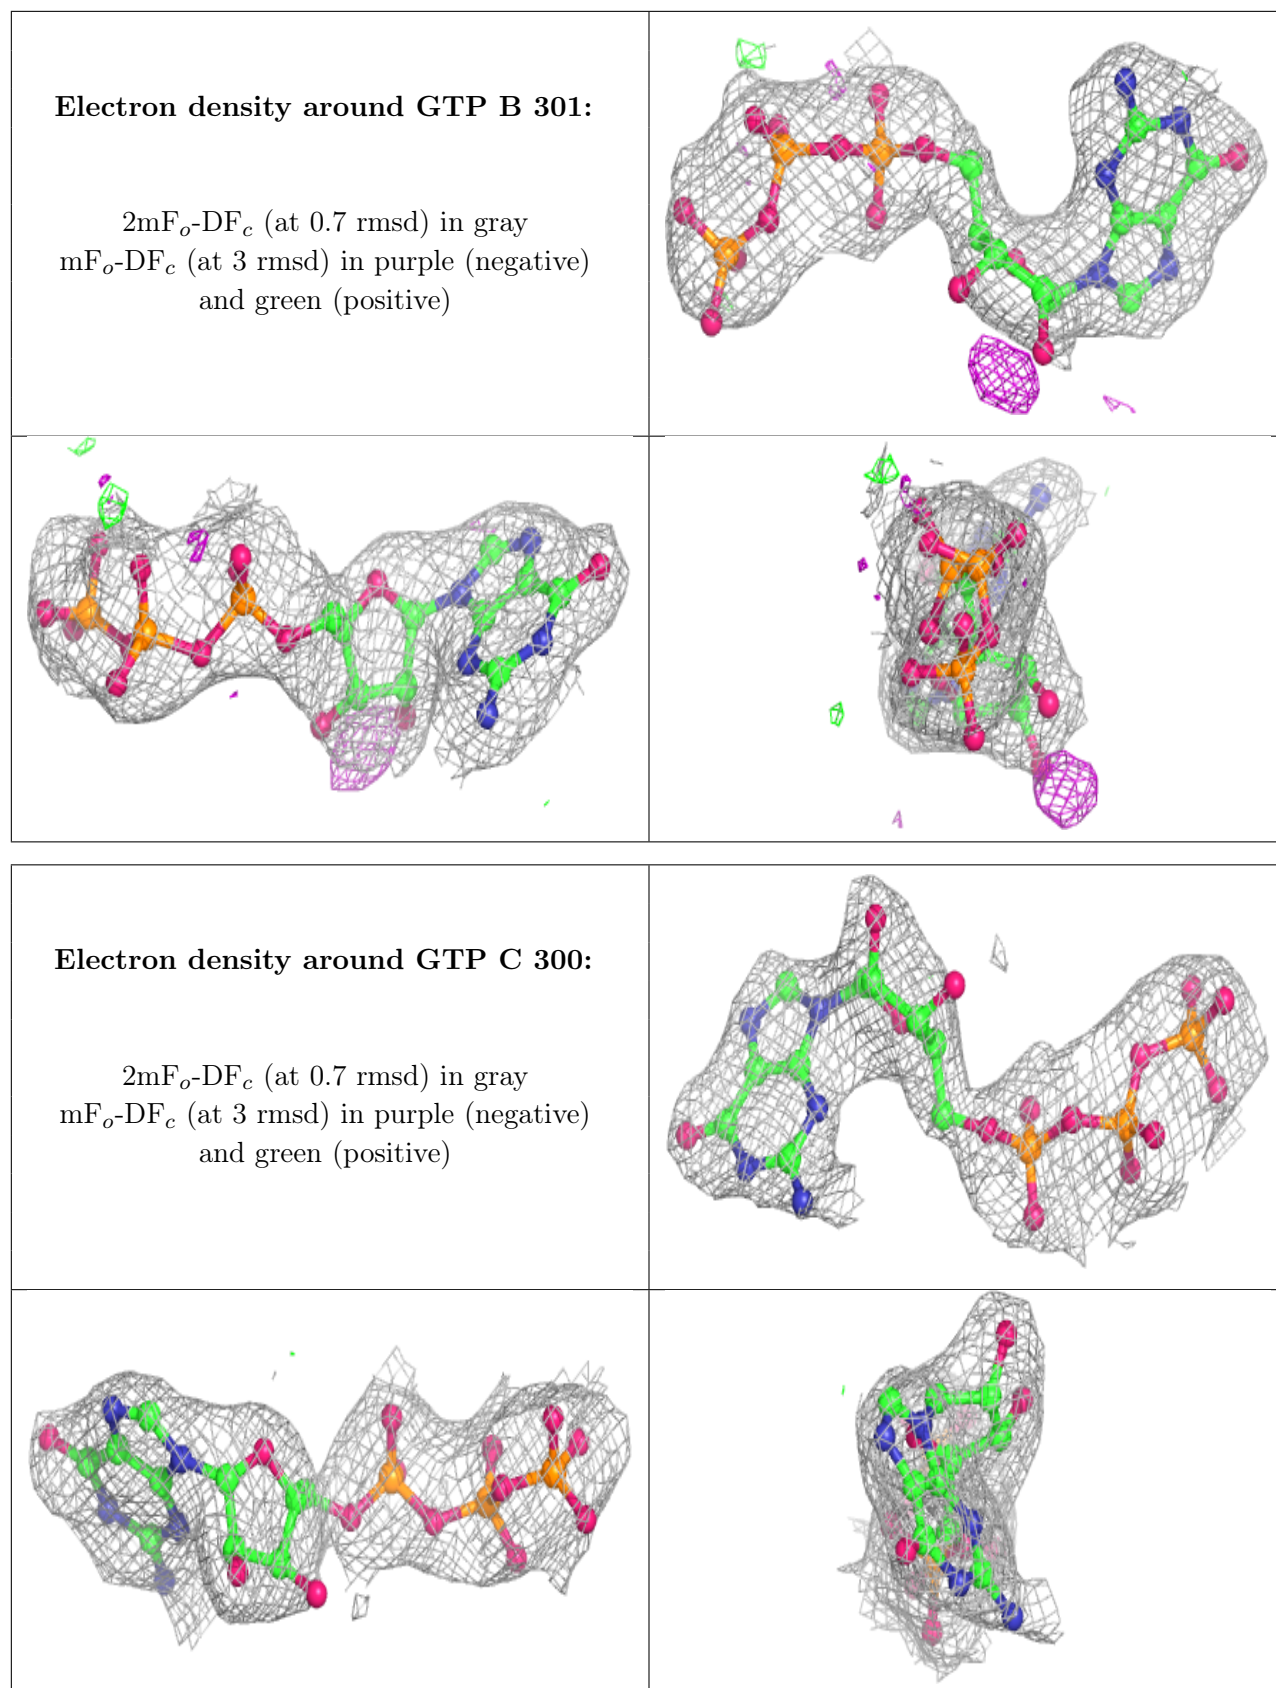 Electron density around GTP B 301:
2mFo-DFc (at 0.7 rmsd) in gray
mFo-DFc (at 3 rmsd) in purple (negative)
and green (positive)
Electron density around GTP C 300:
2mFo-DFc (at 0.7 rmsd) in gray
mFo-DFc (at 3 rmsd) in purple (negative)
and green (positive)